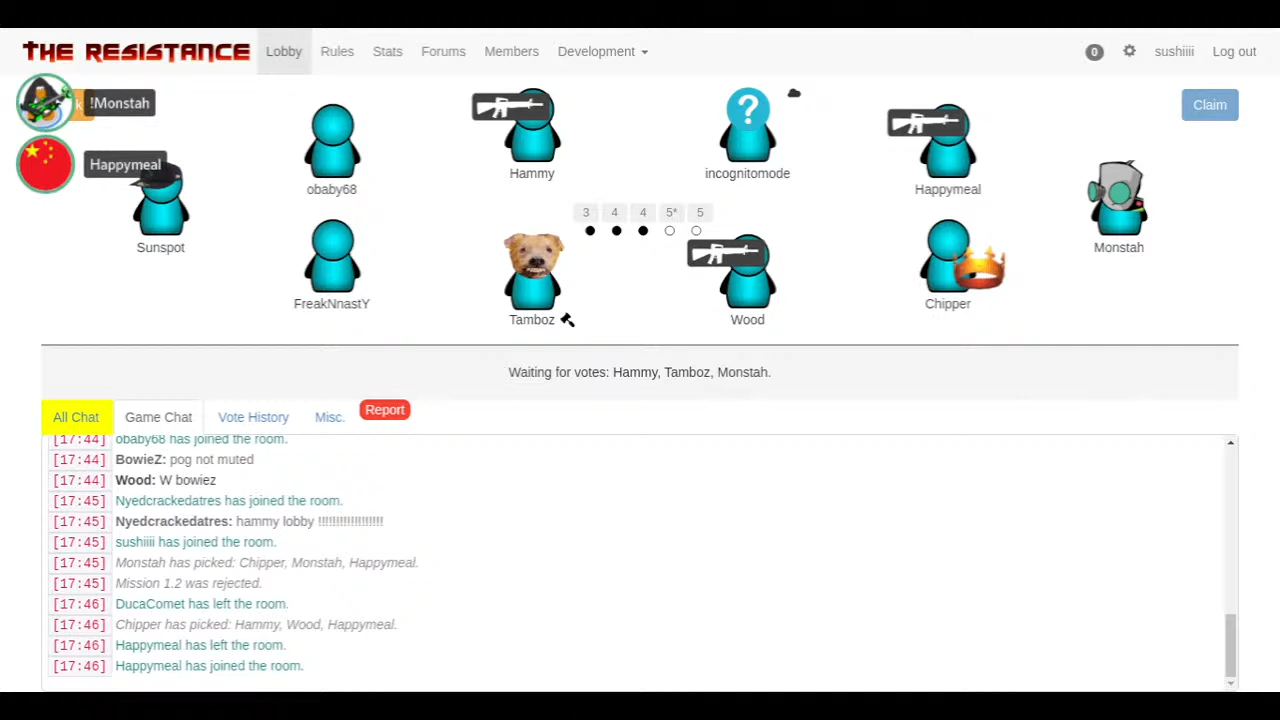 THE RESISTANCE Lobby Rules Stats Forums Members Development 0 sushiiii Log out
!Monstah
Claim
Happymeal
Hammy
incognitomode
obaby68
Happymeal
Sunspot
Monstah
3 4 4 5* 5
FreakNnastY
Tamboz
Wood
Chipper
Waiting for votes: Hammy, Tamboz, Monstah.
All Chat Game Chat Vote History Misc. Report
[17:44] obaby68 has joined the room.
[17:44] BowieZ: pog not muted
[17:44] Wood: W bowiez
[17:45] Nyedcrackedatres has joined the room.
[17:45] Nyedcrackedatres: hammy lobby !!!!!!!!!!!!!!!!!!
[17:45] sushiiii has joined the room.
[17:45] Monstah has picked: Chipper, Monstah, Happymeal.
[17:45] Mission 1.2 was rejected.
[17:46] DucaComet has left the room.
[17:46] Chipper has picked: Hammy, Wood, Happymeal.
[17:46] Happymeal has left the room.
[17:46] Happymeal has joined the room.